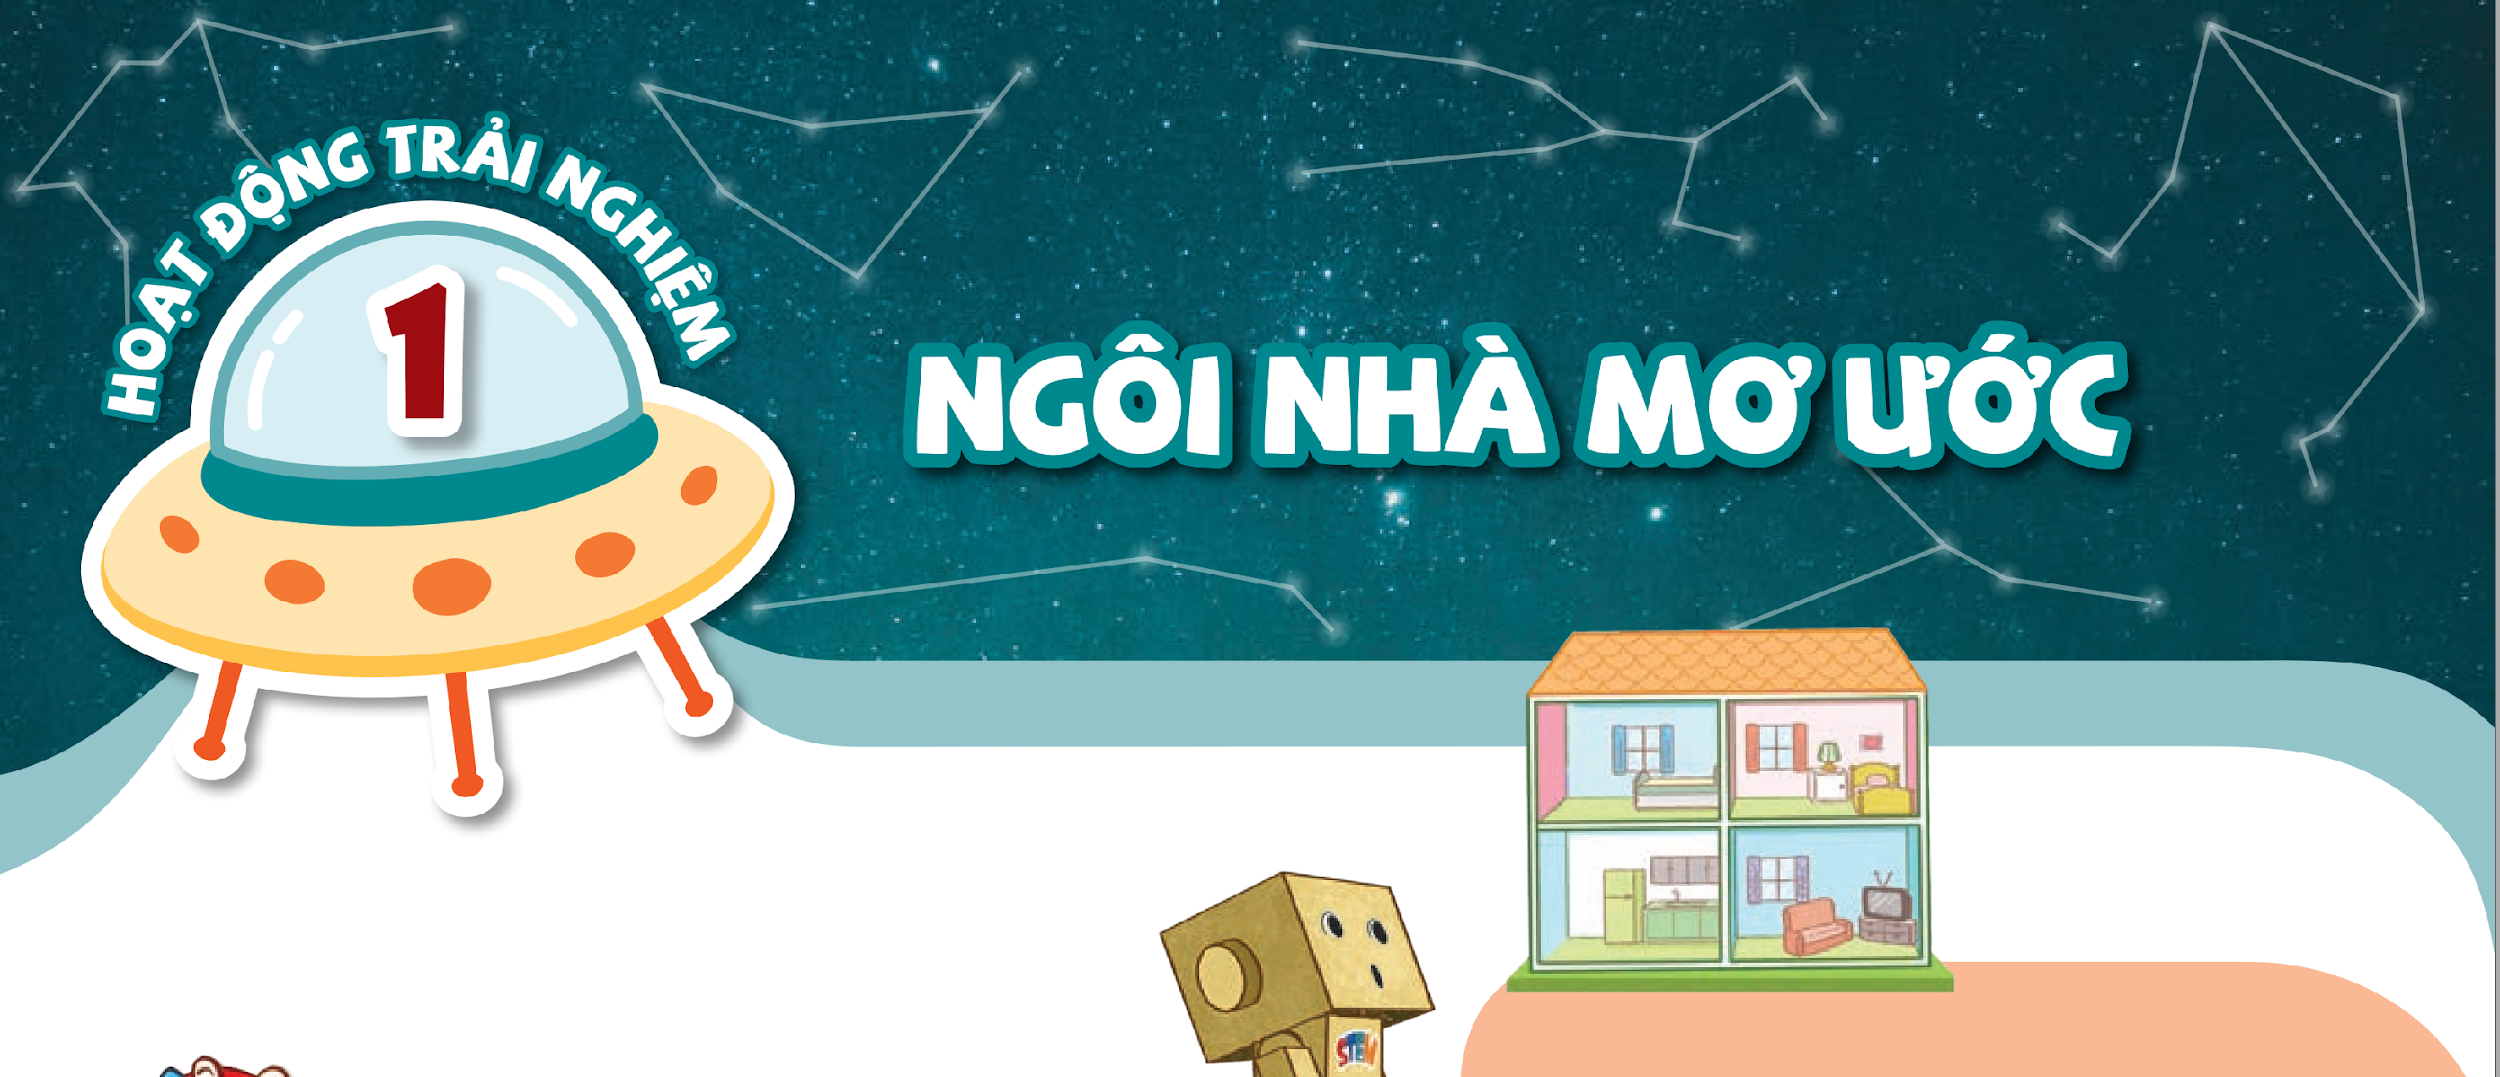 HOẠT ĐỘNG TRẢI NGHIỆM
1
NGÔI NHÀ MƠ ƯỚC
STEM